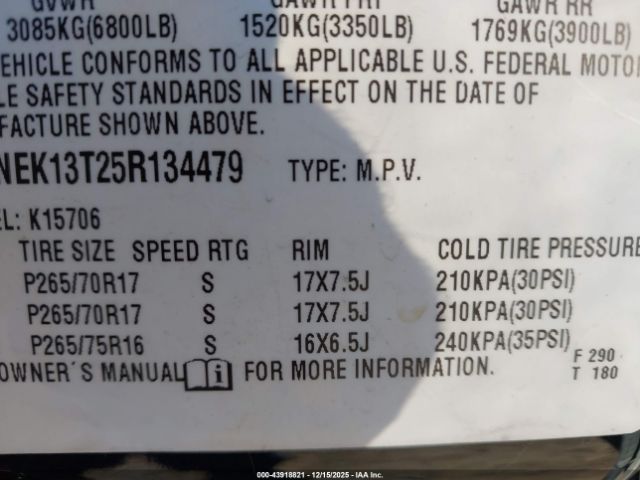 GVWR GAWR FRT GAWR RR
3085KG(6800LB) 1520KG(3350LB) 1769KG(3900LB)
EHICLE CONFORMS TO ALL APPLICABLE U.S. FEDERAL MOTO
LE SAFETY STANDARDS IN EFFECT ON THE DATE OF
FACTURE SHOWN ABOVE.
NEK13T25R134479 TYPE: M.P.V.
EL: K15706
TIRE SIZE SPEED RTG RIM COLD TIRE PRESSURE
P265/70R17 S 17X7.5J 210KPA(30PSI)
P265/70R17 S 17X7.5J 210KPA(30PSI)
P265/75R16 S 16X6.5J 240KPA(35PSI)
OWNER´S MANUAL FOR MORE INFORMATION.
F 290
T 180
000-43918821 - 12/15/2025 - IAA Inc.